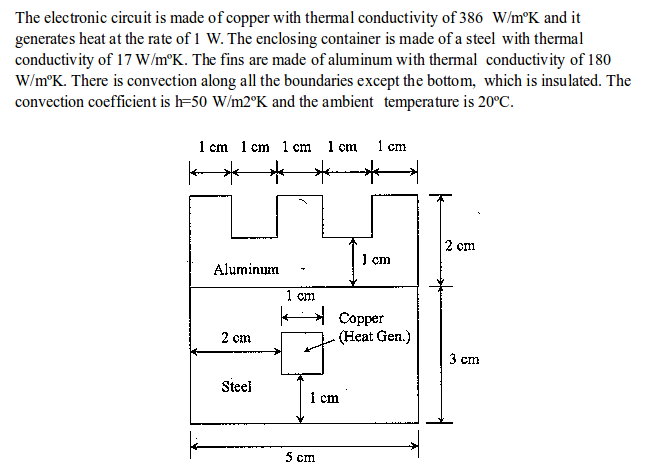 The electronic circuit is made of copper with thermal conductivity of 386 W/mºK and it
generates heat at the rate of 1 W. The enclosing container is made of a steel with thermal
conductivity of 17 W/mºK. The fins are made of aluminum with thermal conductivity of 180
W/mºK. There is convection along all the boundaries except the bottom, which is insulated. The
convection coefficient is h=50 W/m2ºK and the ambient temperature is 20ºC.
1 cm 1 cm 1 cm 1 cm 1 cm
2 cm
1 cm
Aluminum
1 cm
Copper
(Heat Gen.)
2 cm
3 cm
Steel
1 cm
5 cm